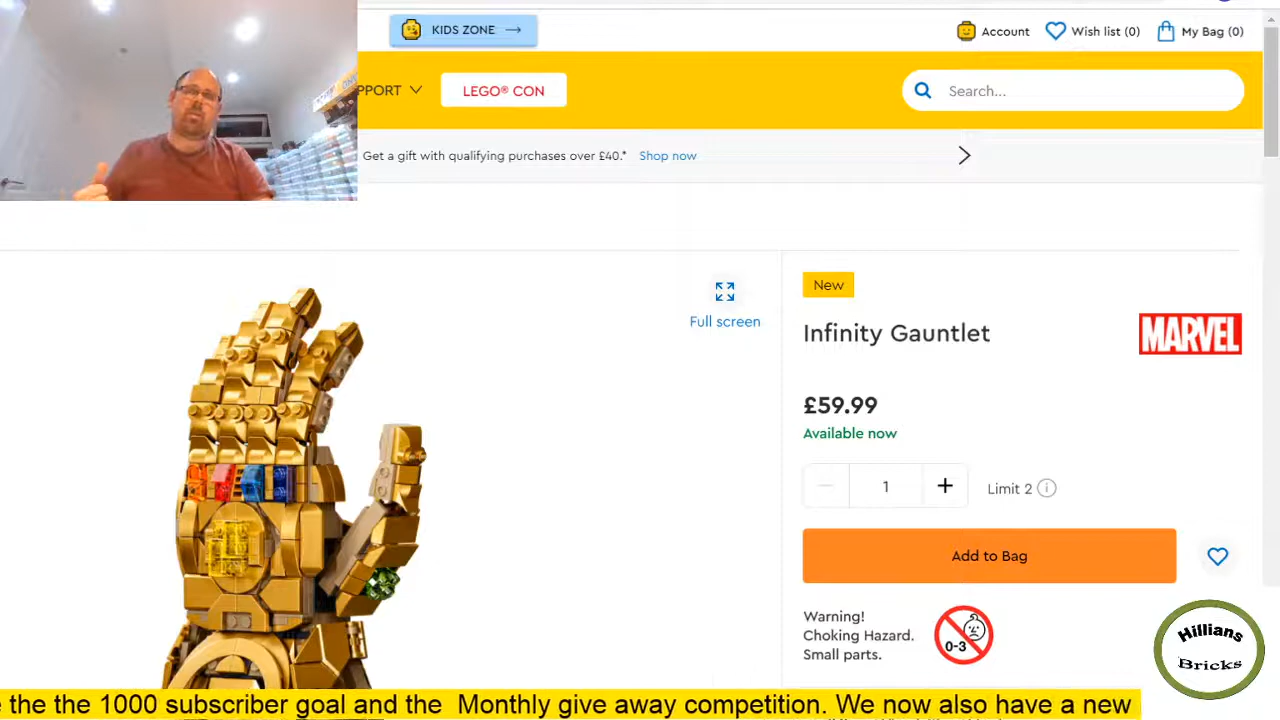 KIDS ZONE →
Account
Wish list (0)
My Bag (0)
PPORT
LEGO® CON
Search...
Get a gift with qualifying purchases over £40.* Shop now
Full screen
New
Infinity Gauntlet
MARVEL
£59.99
Available now
1
Limit 2
Add to Bag
Warning!
Choking Hazard.
Small parts.
0-3
Hillians
Bricks
the the 1000 subscriber goal and the Monthly give away competition. We now also have a new